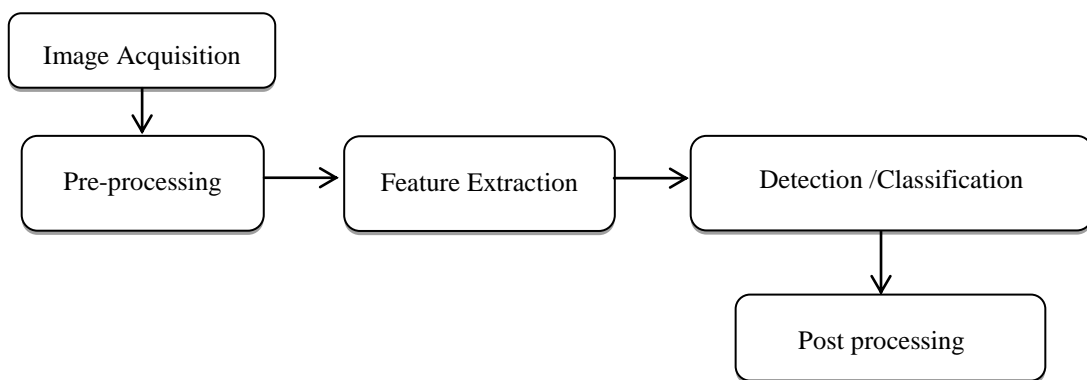 Image Acquisition
Pre-processing
Feature Extraction
Detection /Classification
Post processing